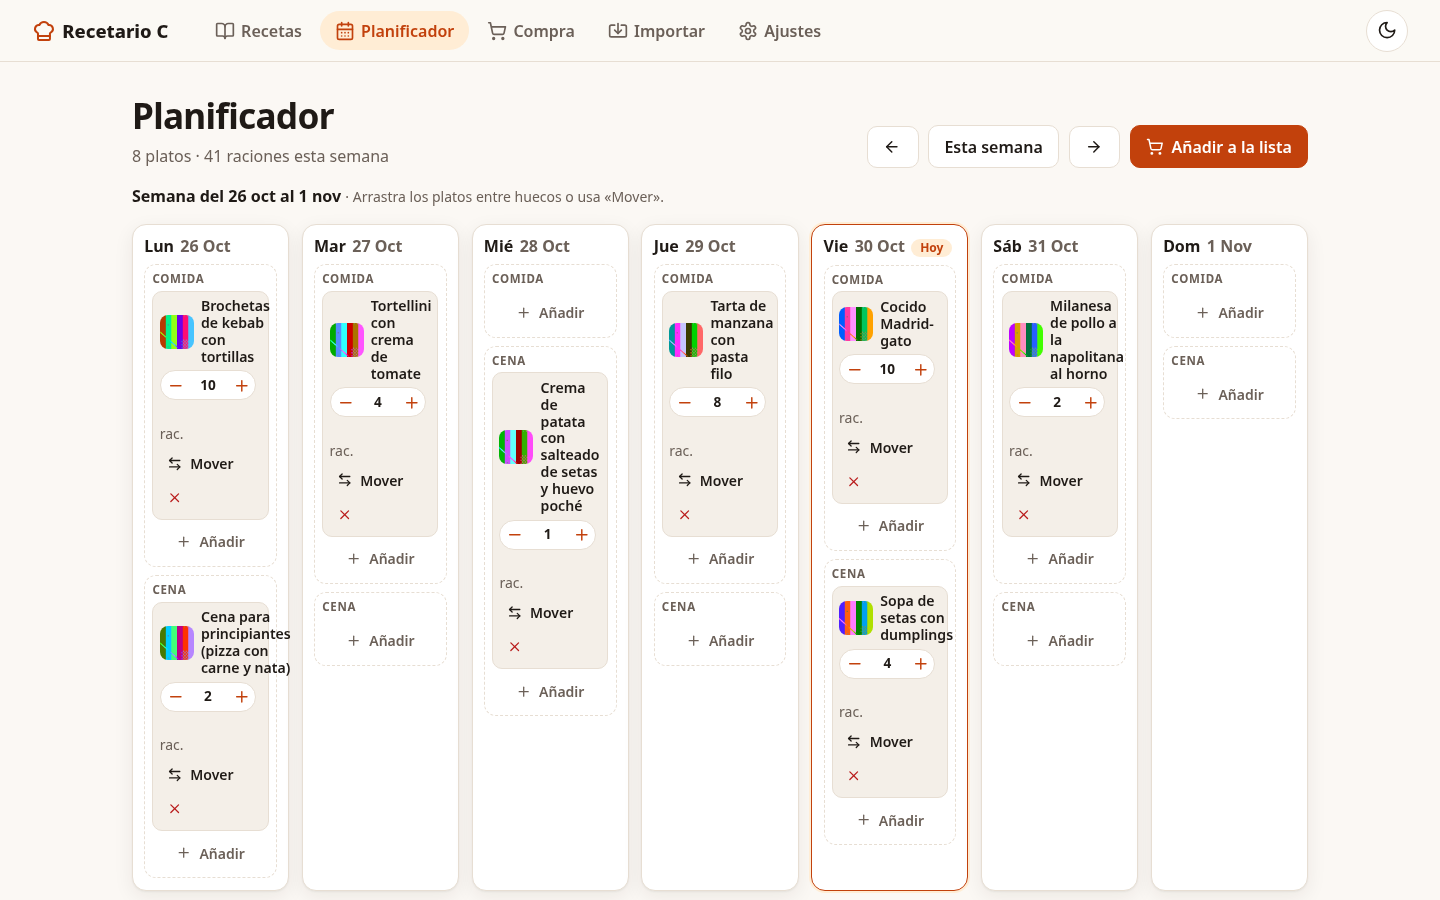 Recetario C
Recetas
Planificador
Compra
Importar
Ajustes
Planificador
8 platos · 41 raciones esta semana
Esta semana
Añadir a la lista
Semana del 26 oct al 1 nov · Arrastra los platos entre huecos o usa «Mover».
Lun 26 Oct
COMIDA
Brochetas
de kebab
con
tortillas
10
rac.
Mover
Añadir
CENA
Cena para
principiantes
(pizza con
carne y nata)
2
rac.
Mover
Añadir
Mar 27 Oct
COMIDA
Tortellini
con
crema
de
tomate
4
rac.
Mover
Añadir
CENA
Añadir
Mié 28 Oct
COMIDA
Añadir
CENA
Crema
de
patata
con
salteado
de setas
y huevo
poché
1
rac.
Mover
Añadir
Jue 29 Oct
COMIDA
Tarta de
manzana
con
pasta
filo
8
rac.
Mover
Añadir
CENA
Añadir
Vie 30 Oct Hoy
COMIDA
Cocido
Madrid-
gato
10
rac.
Mover
Añadir
CENA
Sopa de
setas con
dumplings
4
rac.
Mover
Añadir
Sáb 31 Oct
COMIDA
Milanesa
de pollo a
la
napolitana
al horno
2
rac.
Mover
Añadir
CENA
Añadir
Dom 1 Nov
COMIDA
Añadir
CENA
Añadir